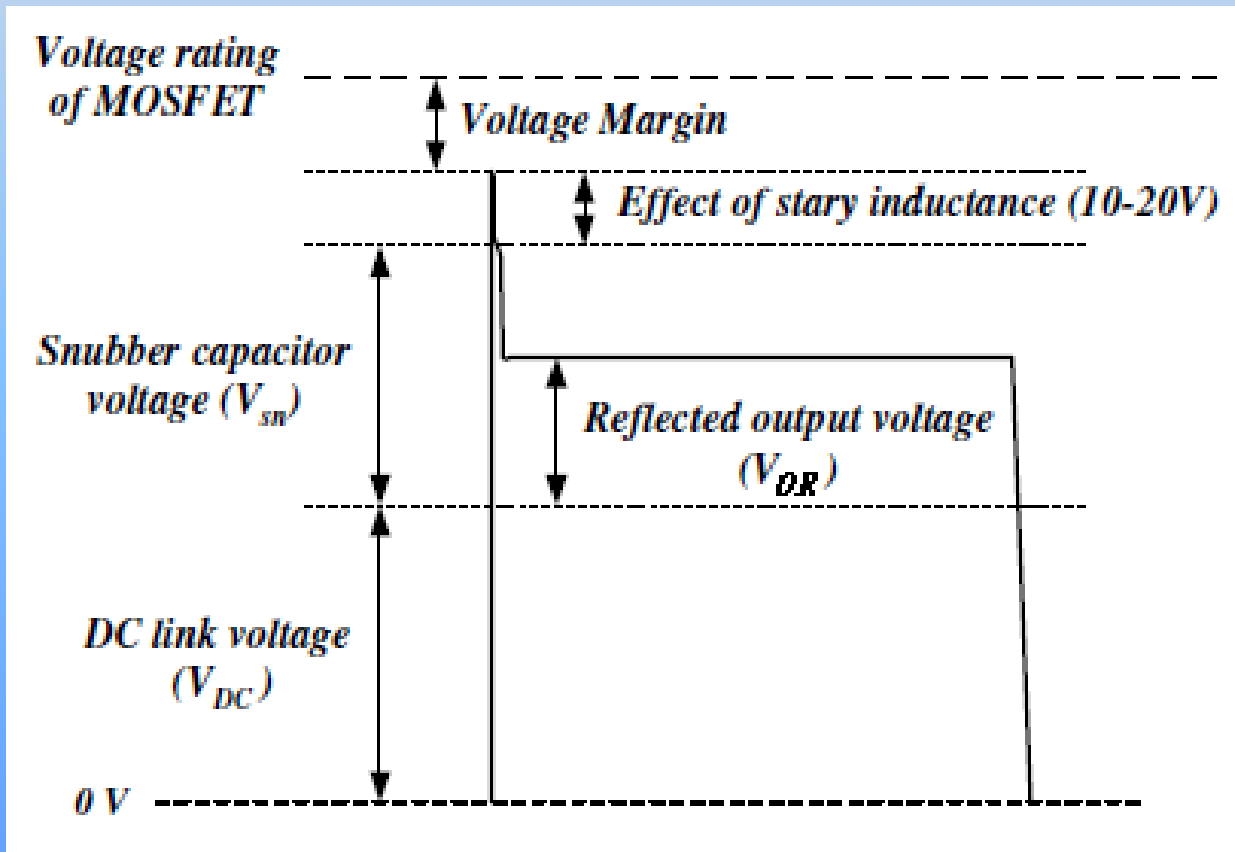 Voltage rating
of MOSFET
Voltage Margin
Effect of stary inductance (10-20V)
Snubber capacitor
voltage (Vsn)
Reflected output voltage
(VOR)
DC link voltage
(VDC)
0 V